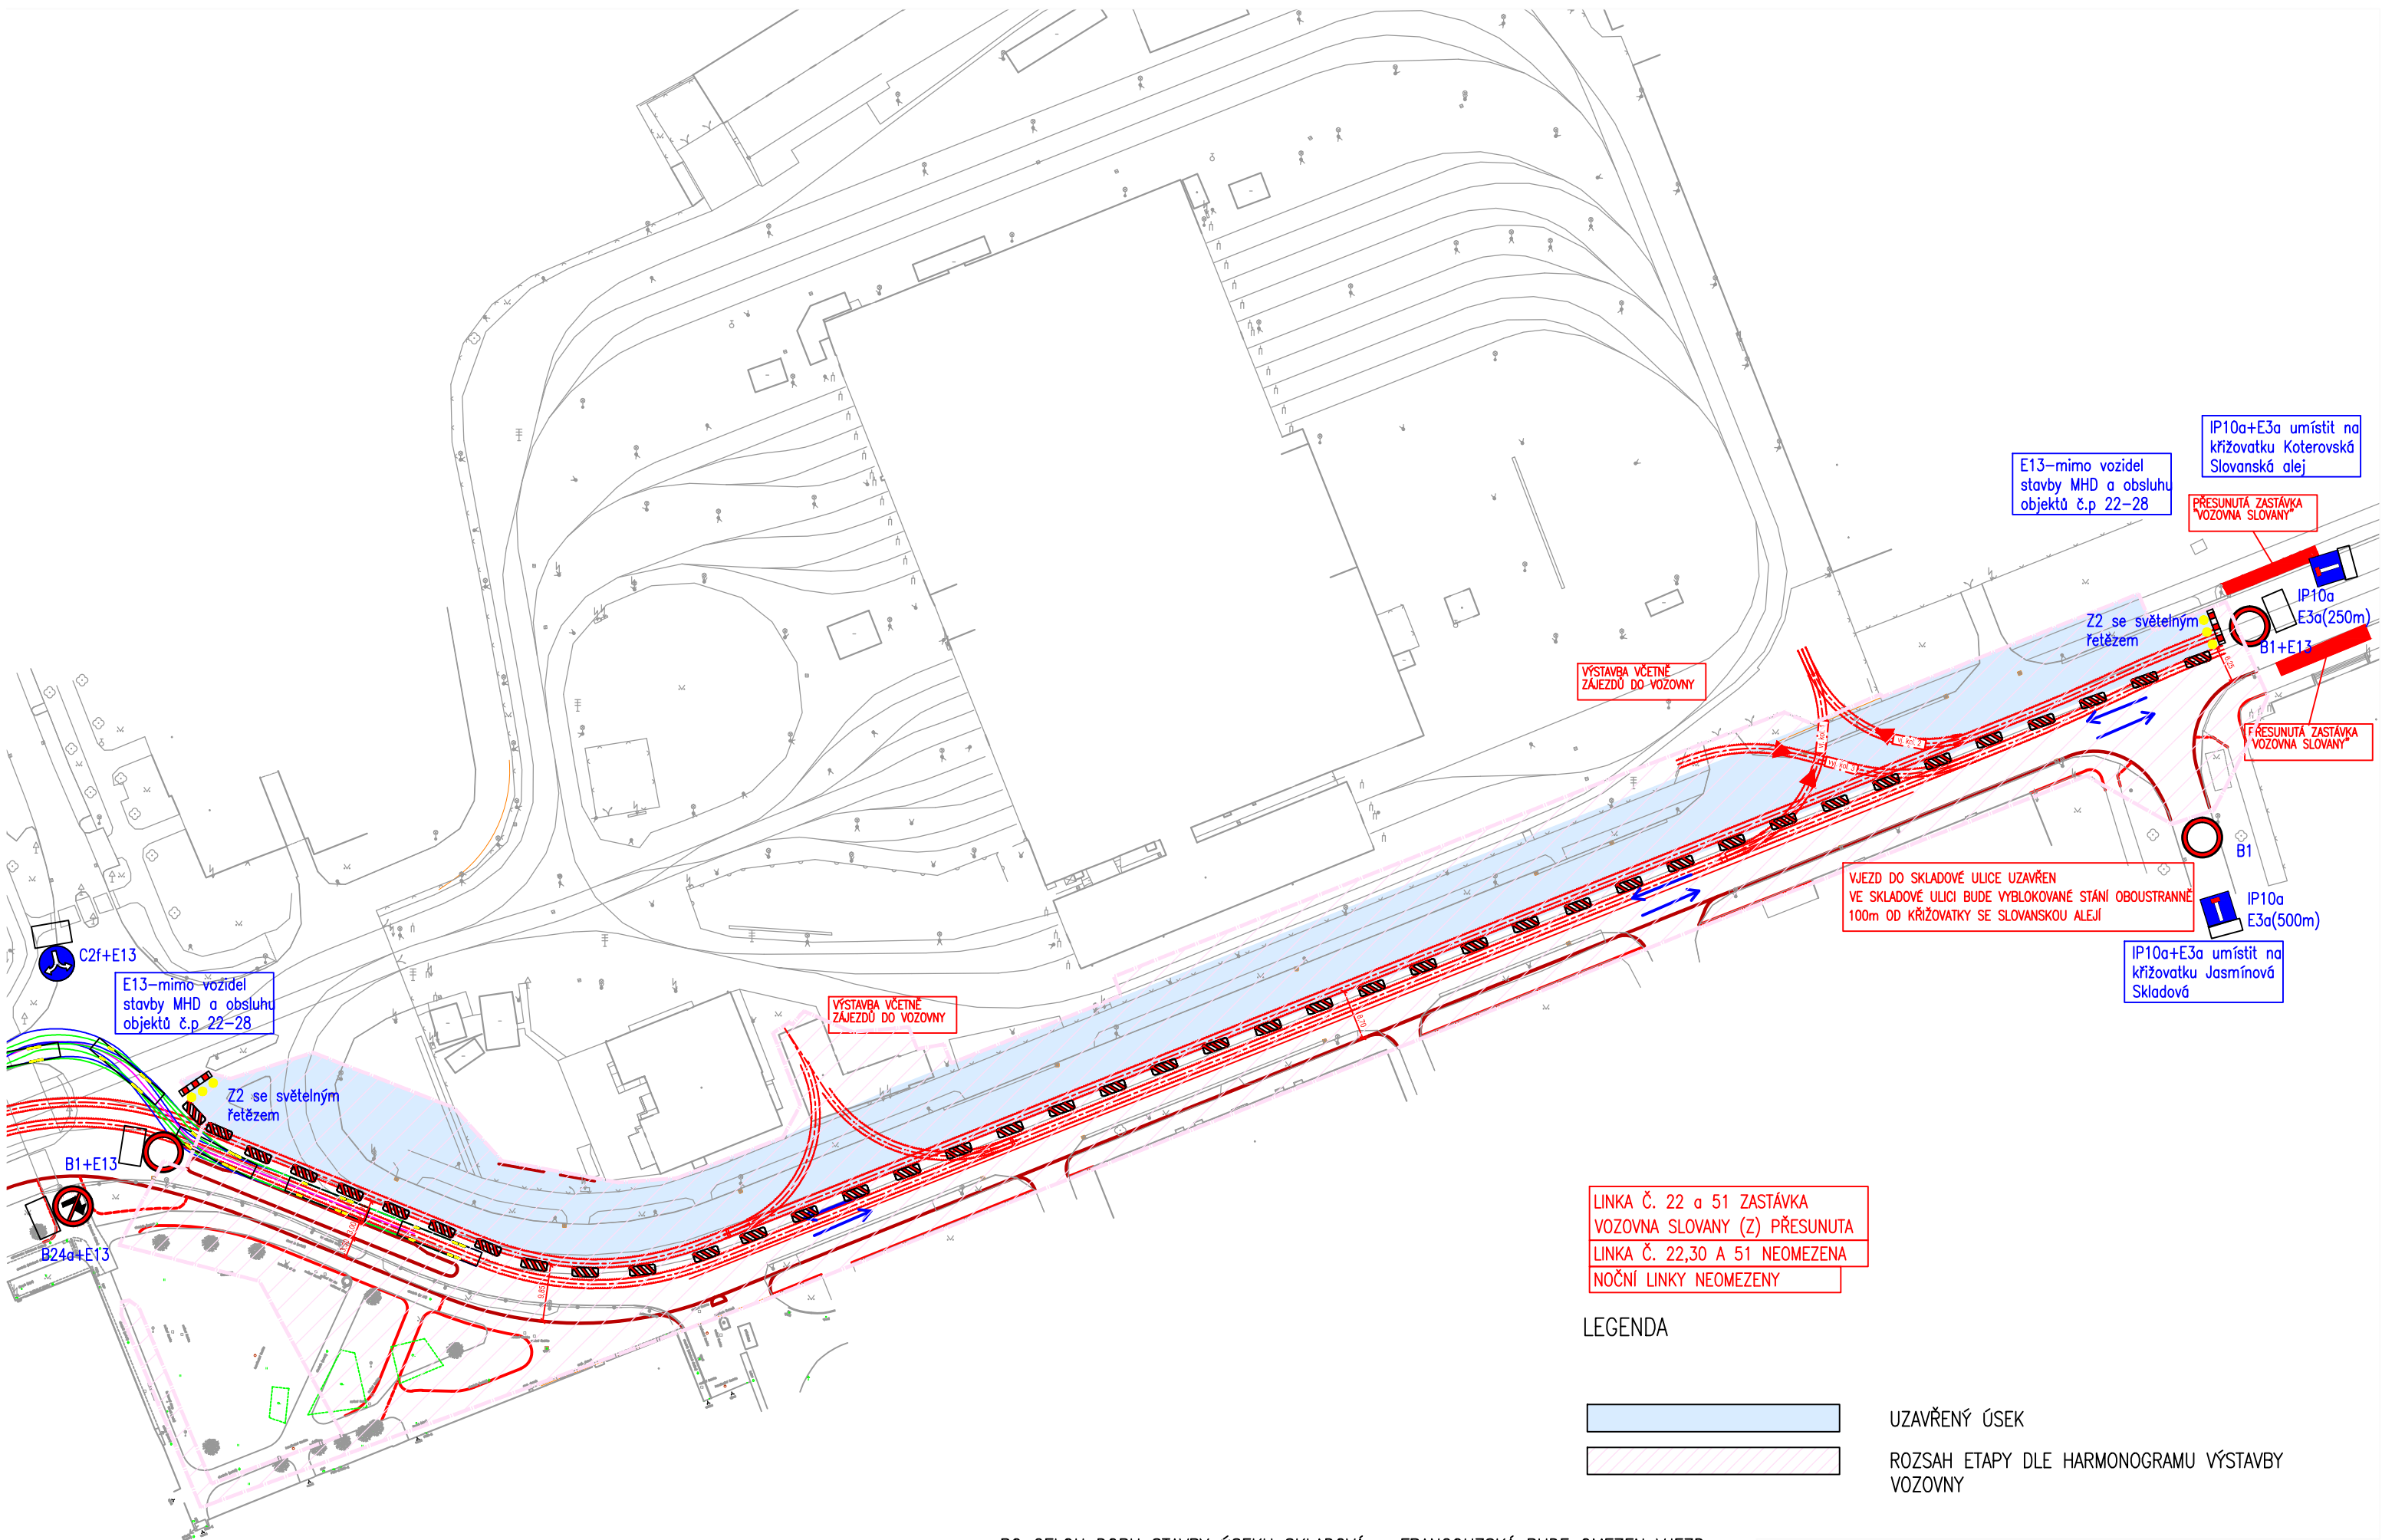 IP10a+E3a umístit na
křižovatku Koterovská
Slovanská alej
E13-mimo vozidel
stavby MHD a obsluhu
objektů č.p 22-28
PŘESUNUTÁ ZASTÁVKA
"VOZOVNA SLOVANY"
IP10a
E3a(250m)
Z2 se světelným
řetězem
B1+E13
8,25
VÝSTAVBA VČETNĚ
ZÁJEZDŮ DO VOZOVNY
PŘESUNUTÁ ZASTÁVKA
"VOZOVNA SLOVANY"
B1
VJEZD DO SKLADOVÉ ULICE UZAVŘEN
VE SKLADOVÉ ULICI BUDE VYBLOKOVANÉ STÁNÍ OBOUSTRANNĚ
100m OD KŘIŽOVATKY SE SLOVANSKOU ALEJÍ
IP10a
E3a(500m)
IP10a+E3a umístit na
křižovatku Jasmínová
Skladová
C2f+E13
E13-mimo vozidel
stavby MHD a obsluhu
objektů č.p 22-28
VÝSTAVBA VČETNĚ
ZÁJEZDŮ DO VOZOVNY
8,70
Z2 se světelným
řetězem
B1+E13
B24a+E13
9,85
LINKA Č. 22 a 51 ZASTÁVKA
VOZOVNA SLOVANY (Z) PŘESUNUTA
LINKA Č. 22,30 A 51 NEOMEZENA
NOČNÍ LINKY NEOMEZENY
LEGENDA
UZAVŘENÝ ÚSEK
ROZSAH ETAPY DLE HARMONOGRAMU VÝSTAVBY
VOZOVNY